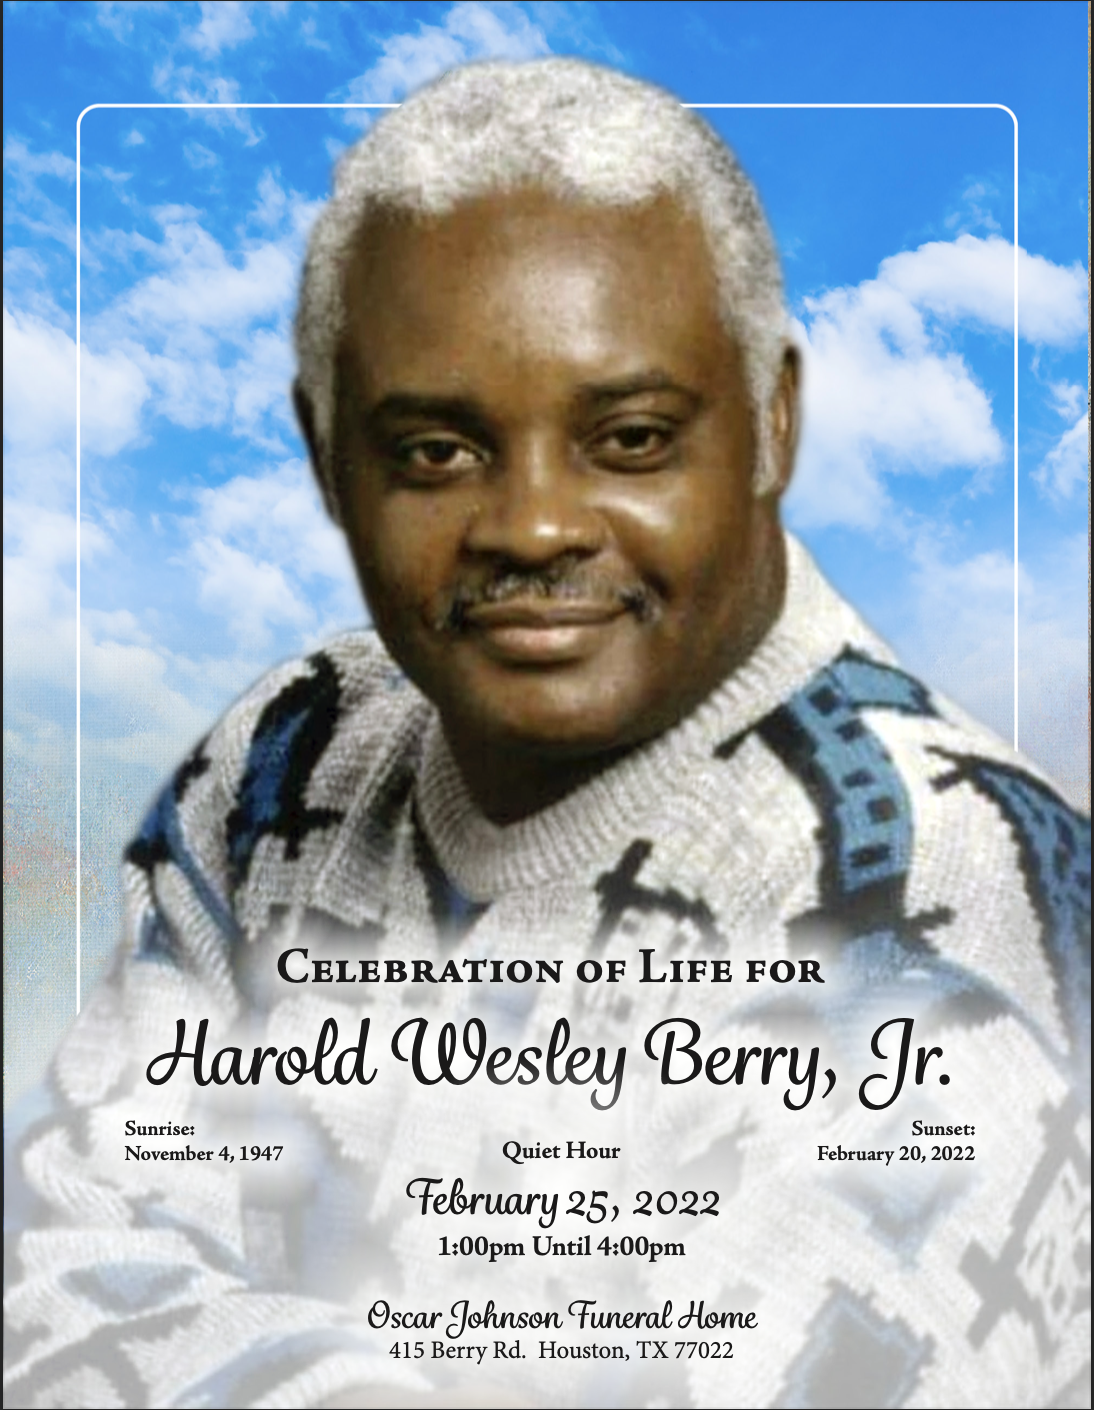 Celebration of Life for
Harold Wesley Berry, Jr.
Sunrise:
November 4, 1947
Sunset:
February 20, 2022
Quiet Hour
February 25, 2022
1:00pm Until 4:00pm
Oscar Johnson Funeral Home
415 Berry Rd. Houston, TX 77022